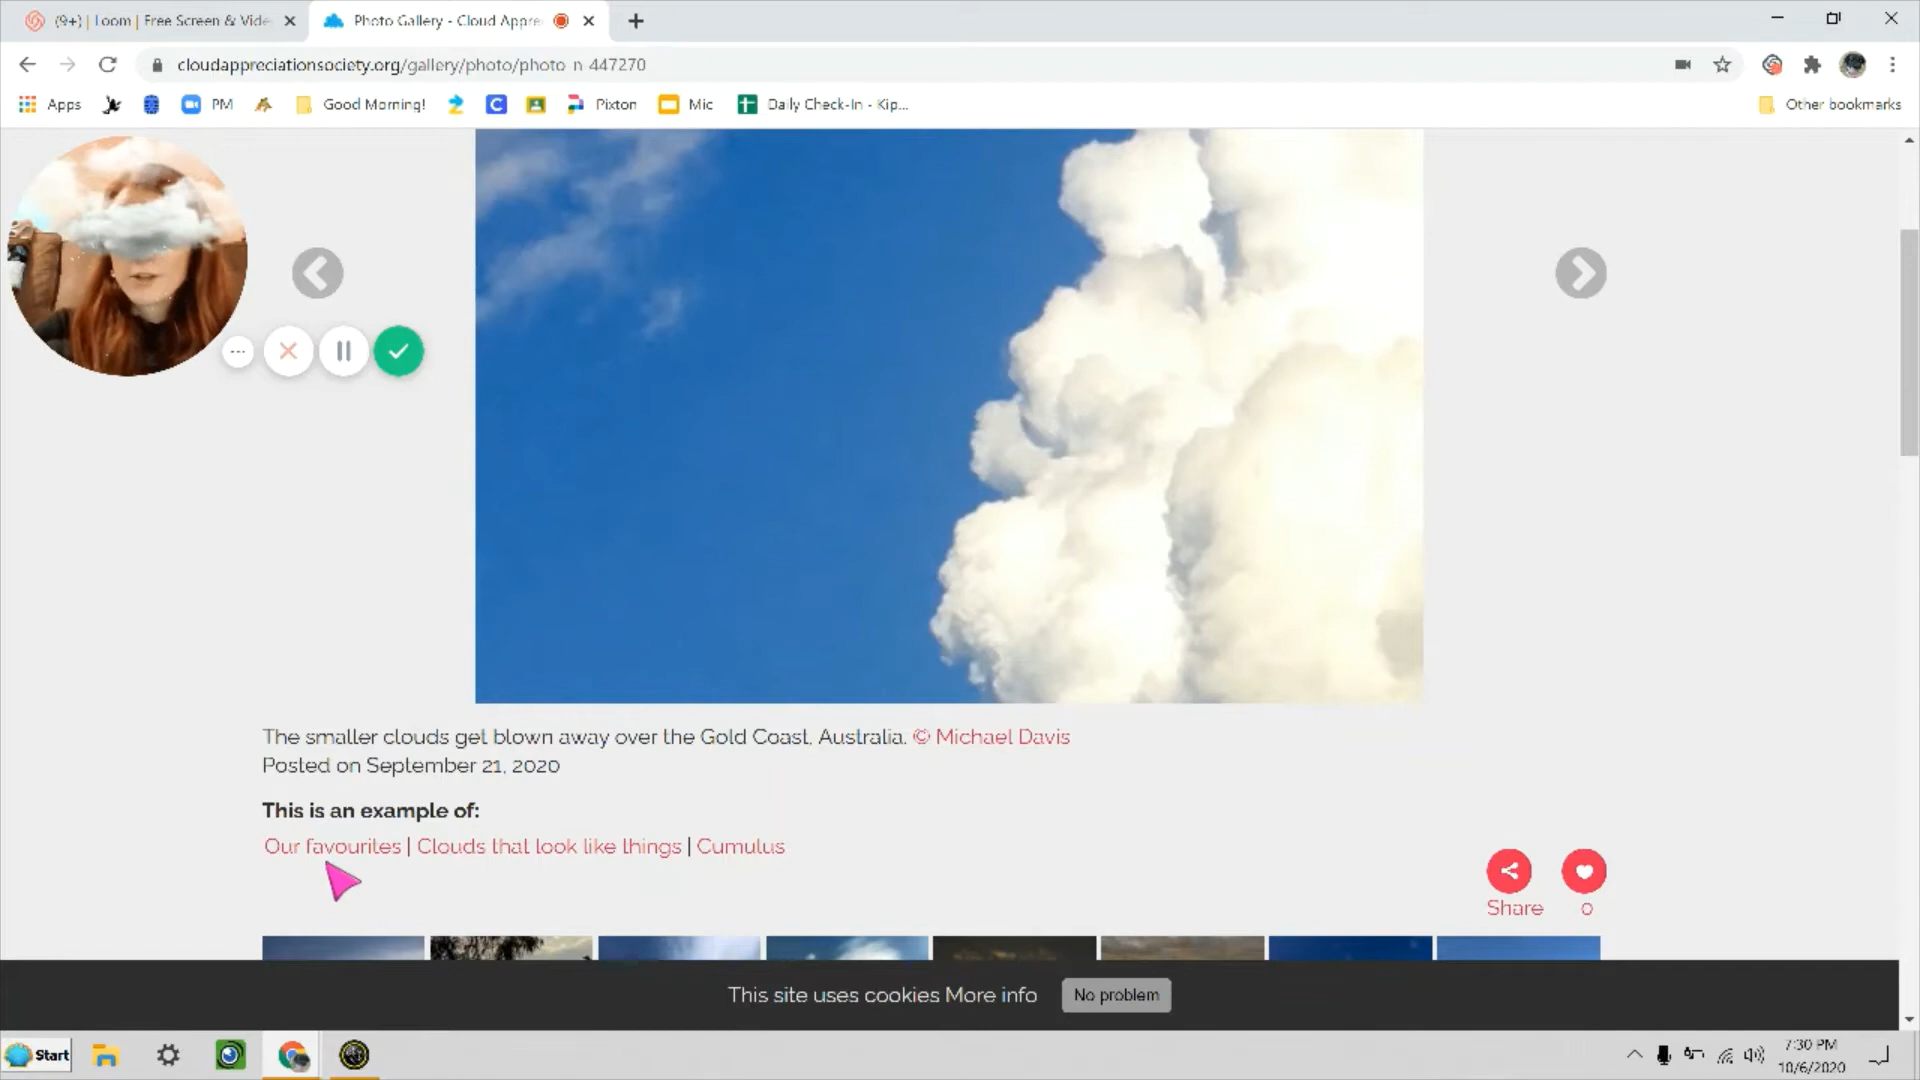 (9+) | Loom | Free Screen & Vide
Photo Gallery - Cloud Appre
cloudappreciationsociety.org/gallery/photo/photo-n-447270
Apps
PM
Good Morning!
Pixton
Mic
Daily Check-In - Kip...
Other bookmarks
The smaller clouds get blown away over the Gold Coast, Australia. © Michael Davis
Posted on September 21, 2020
This is an example of:
Our favourites | Clouds that look like things | Cumulus
Share
0
This site uses cookies More info
No problem
Start
7:30 PM
10/6/2020